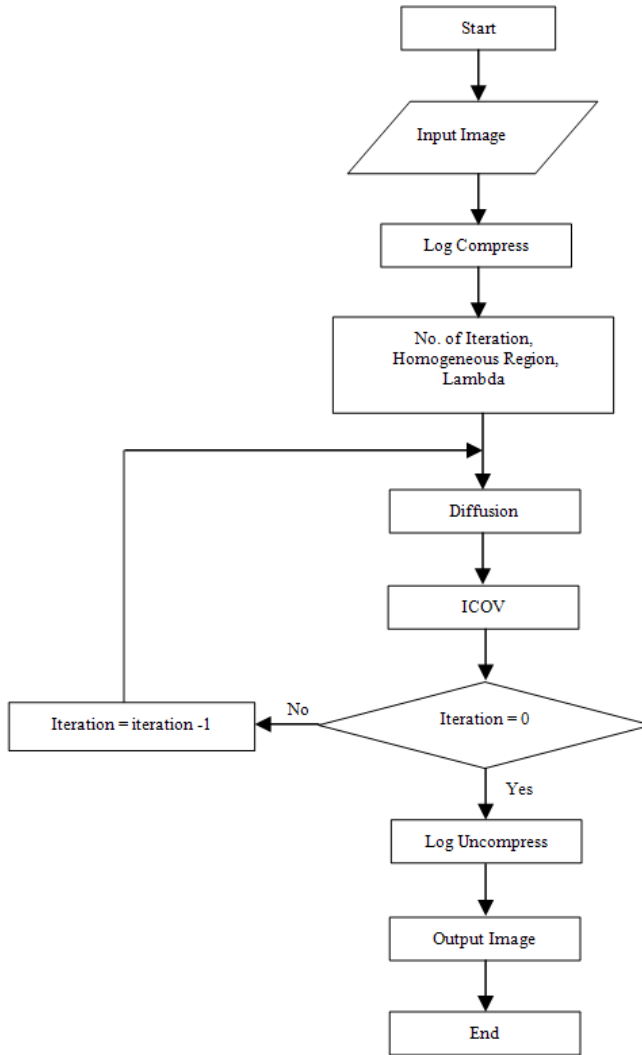 Start
Input Image
Log Compress
No. of Iteration,
Homogeneous Region,
Lambda
Diffusion
ICOV
Iteration = 0
No
Iteration = iteration -1
Yes
Log Uncompress
Output Image
End